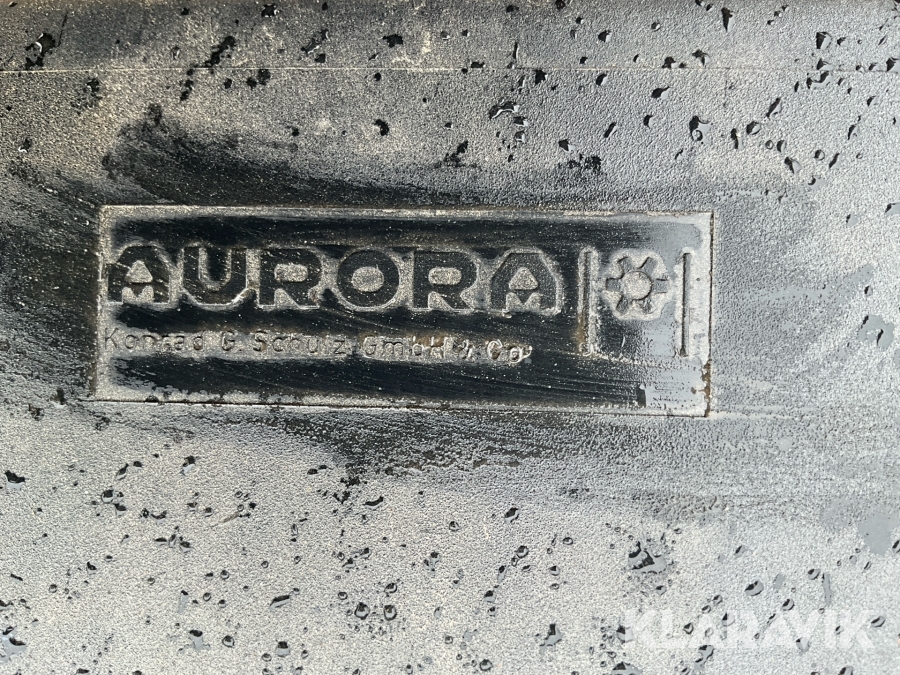 AURORA
Konrad G. Schulz GmbH & Co
KLARAVIK